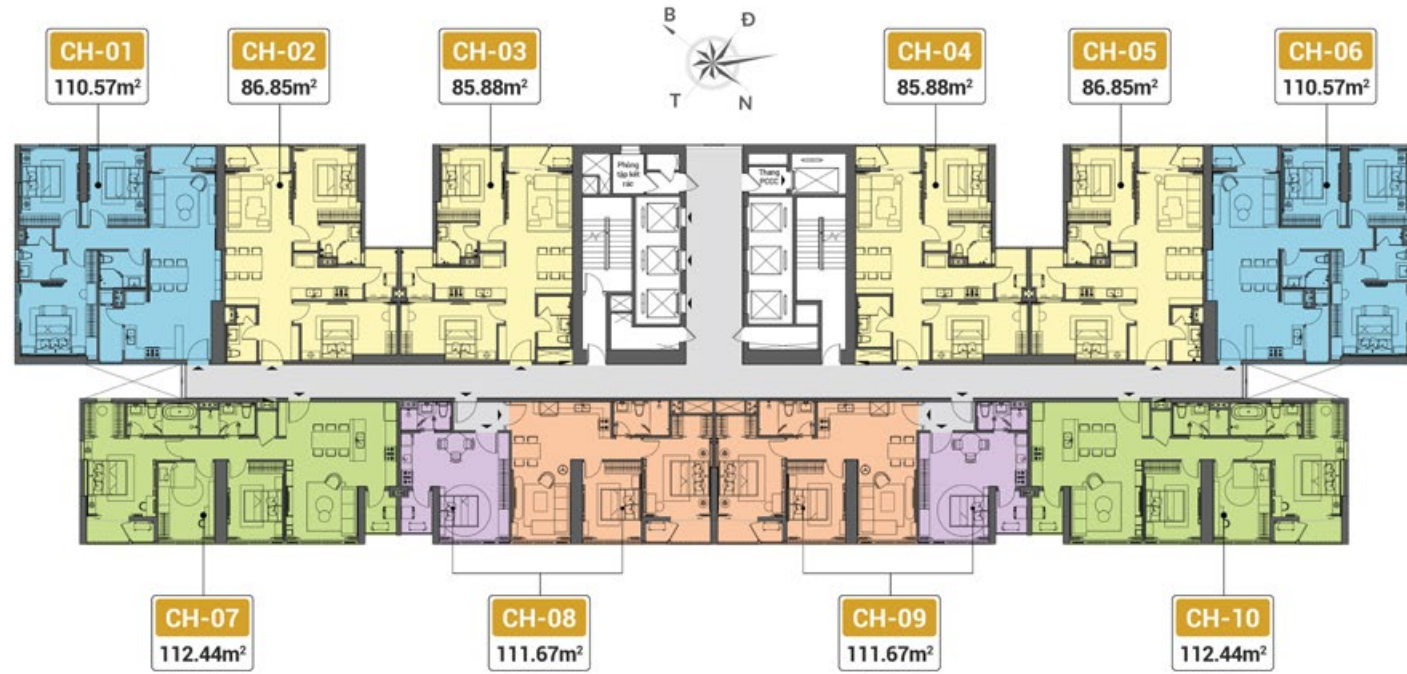 B
Đ
T
N
CH-01
110.57m²
CH-02
86.85m²
CH-03
85.88m²
CH-04
85.88m²
CH-05
86.85m²
CH-06
110.57m²
Phòng
tập kết
rác
Thang
PCCC
CH-07
112.44m²
CH-08
111.67m²
CH-09
111.67m²
CH-10
112.44m²